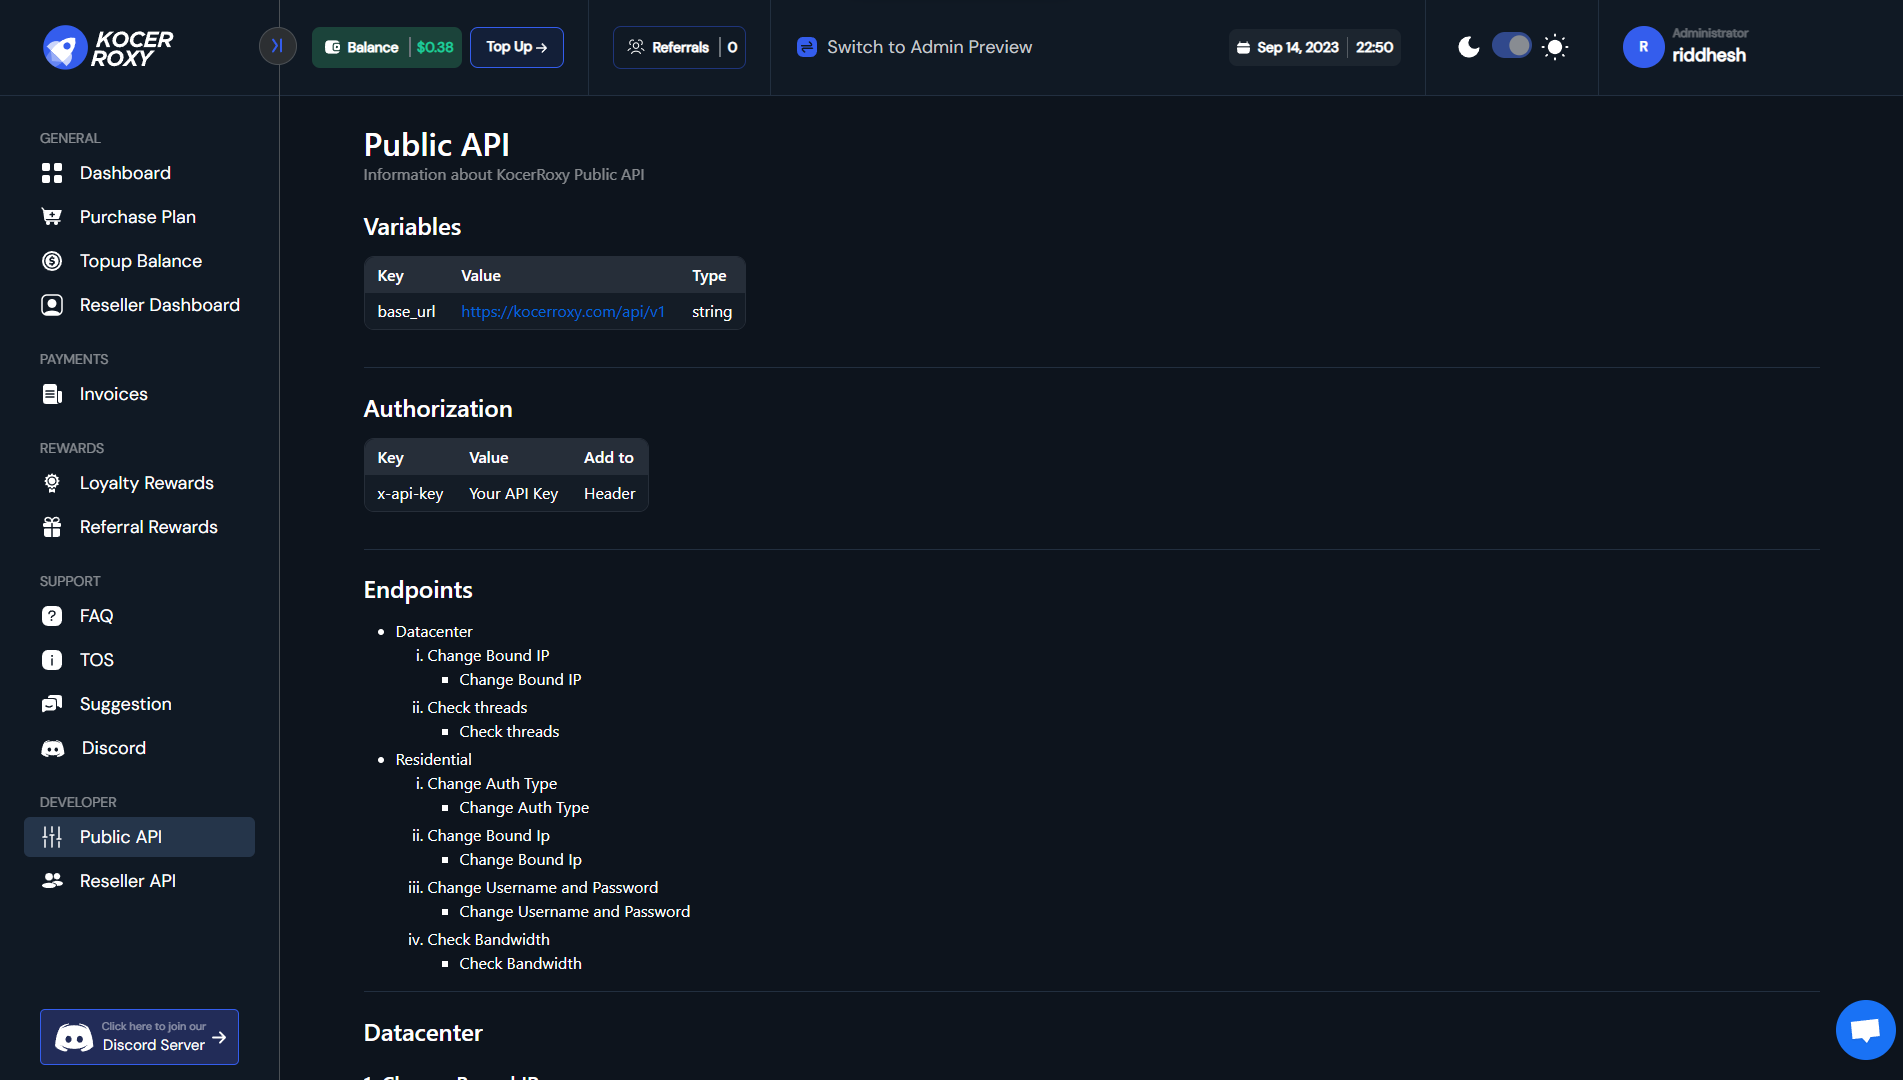 KOCER
ROXY
Balance $0.38
Top Up →
Referrals 0
Switch to Admin Preview
Sep 14, 2023 22:50
R
Administrator
riddhesh
GENERAL
Dashboard
Purchase Plan
Topup Balance
Reseller Dashboard
PAYMENTS
Invoices
REWARDS
Loyalty Rewards
Referral Rewards
SUPPORT
FAQ
TOS
Suggestion
Discord
DEVELOPER
Public API
Reseller API
Click here to join our
Discord Server →
Public API
Information about KocerRoxy Public API
Variables
Key Value Type
base_url https://kocerroxy.com/api/v1 string
Authorization
Key Value Add to
x-api-key Your API Key Header
Endpoints
• Datacenter
i. Change Bound IP
▪ Change Bound IP
ii. Check threads
▪ Check threads
• Residential
i. Change Auth Type
▪ Change Auth Type
ii. Change Bound Ip
▪ Change Bound Ip
iii. Change Username and Password
▪ Change Username and Password
iv. Check Bandwidth
▪ Check Bandwidth
Datacenter
1. Change Bound IP